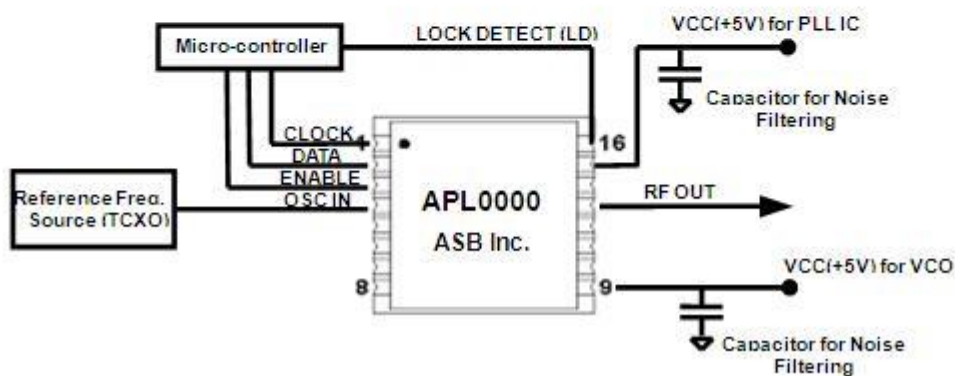 Micro-controller
LOCK DETECT (LD)
VCC(+5V) for PLL IC
Capacitor for Noise
Filtering
CLOCK
1
16
DATA
ENABLE
OSC IN
Reference Freq.
Source (TCXO)
APL0000
ASB Inc.
RF OUT
8
9
VCC(+5V) for VCO
Capacitor for Noise
Filtering